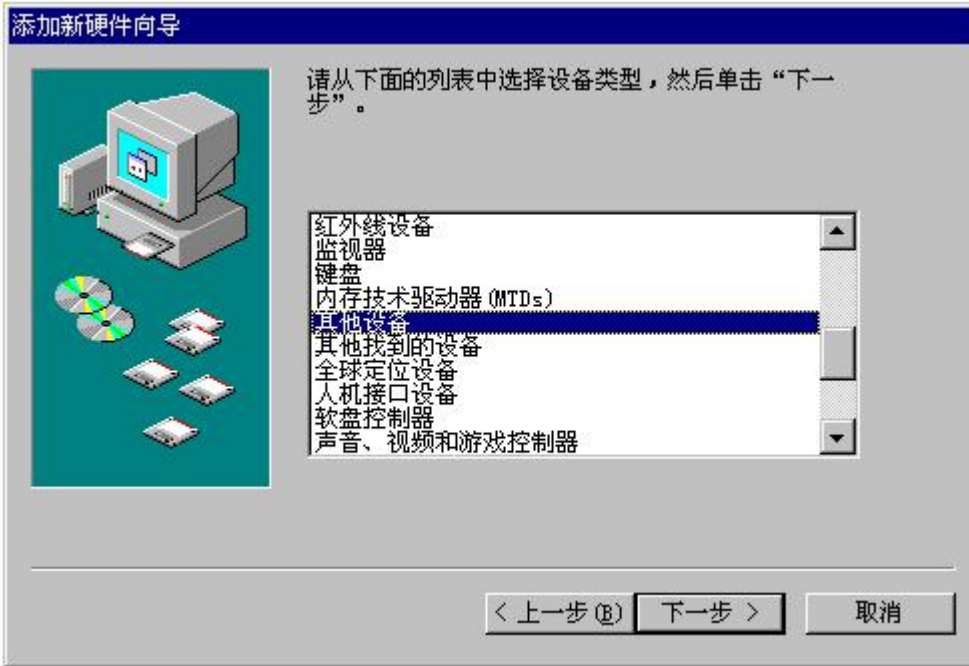 添加新硬件向导
请从下面的列表中选择设备类型，然后单击“下一
步”。
红外线设备
监视器
键盘
内存技术驱动器(MTDs)
其他设备
其他找到的设备
全球定位设备
人机接口设备
软盘控制器
声音、视频和游戏控制器
< 上一步(B)
下一步 >
取消